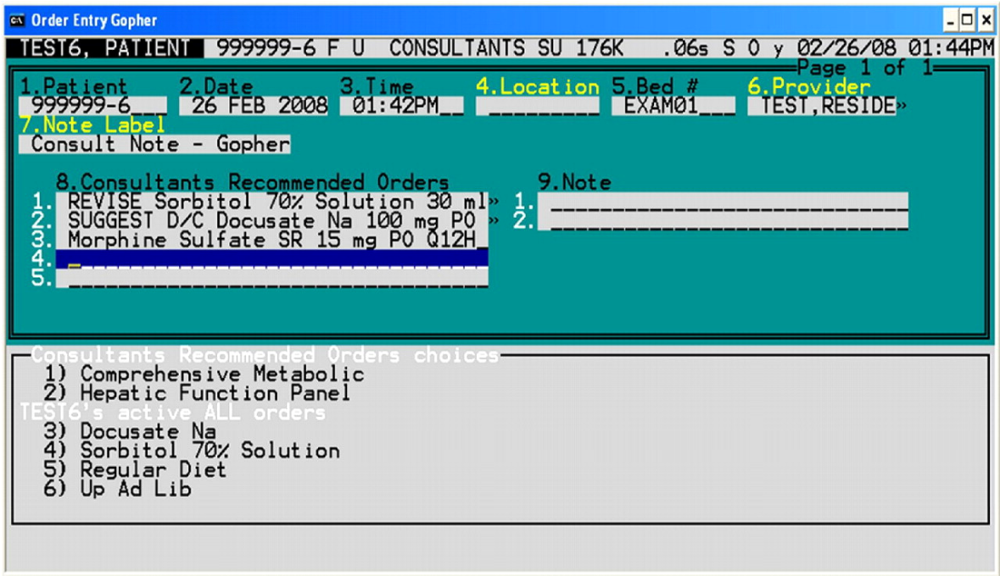 Order Entry Gopher
TEST6, PATIENT 999999-6 F U CONSULTANTS SU 176K .06s S O y 02/26/08 01:44PM
Page 1 of 1
1.Patient 2.Date 3.Time 4.Location 5.Bed # 6.Provider
999999-6___ 26 FEB 2008 01:42PM__ _________ EXAM01___ TEST,RESIDE»
7.Note Label
Consult Note - Gopher
8.Consultants Recommended Orders 9.Note
1. REVISE Sorbitol 70% Solution 30 ml» 1.
2. SUGGEST D/C Docusate Na 100 mg PO » 2.
3. Morphine Sulfate SR 15 mg PO Q12H_
4.
5.
Consultants Recommended Orders choices
1) Comprehensive Metabolic
2) Hepatic Function Panel
TEST6's active ALL orders
3) Docusate Na
4) Sorbitol 70% Solution
5) Regular Diet
6) Up Ad Lib